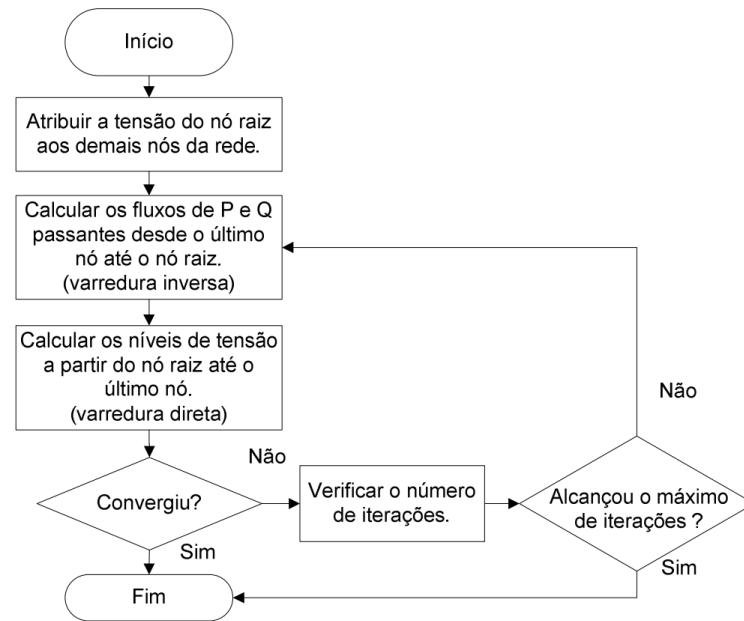 Início
Atribuir a tensão do nó raiz
aos demais nós da rede.
Calcular os fluxos de P e Q
passantes desde o último
nó até o nó raiz.
(varredura inversa)
Calcular os níveis de tensão
a partir do nó raiz até o
último nó.
(varredura direta)
Convergiu?
Não
Sim
Verificar o número
de iterações.
Alcançou o máximo
de iterações ?
Não
Sim
Fim